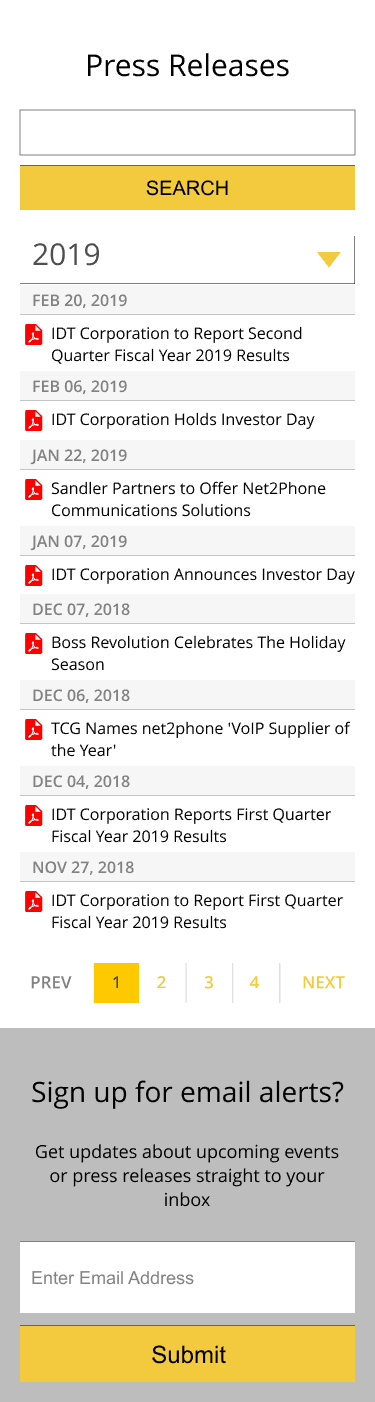 Press Releases
SEARCH
2019
FEB 20, 2019
IDT Corporation to Report Second
Quarter Fiscal Year 2019 Results
FEB 06, 2019
IDT Corporation Holds Investor Day
JAN 22, 2019
Sandler Partners to Offer Net2Phone
Communications Solutions
JAN 07, 2019
IDT Corporation Announces Investor Day
DEC 07, 2018
Boss Revolution Celebrates The Holiday
Season
DEC 06, 2018
TCG Names net2phone 'VoIP Supplier of
the Year'
DEC 04, 2018
IDT Corporation Reports First Quarter
Fiscal Year 2019 Results
NOV 27, 2018
IDT Corporation to Report First Quarter
Fiscal Year 2019 Results
PREV 1 2 3 4 NEXT
Sign up for email alerts?
Get updates about upcoming events
or press releases straight to your
inbox
Enter Email Address
Submit